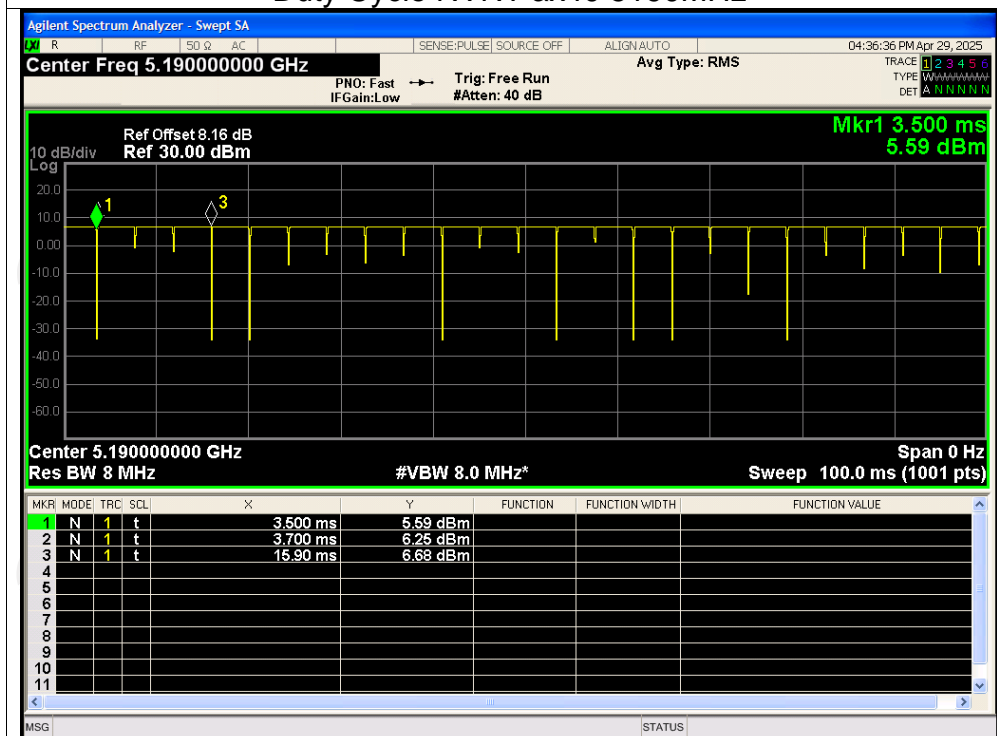 Agilent Spectrum Analyzer - Swept SA
LXI R RF 50 Ω AC SENSE:PULSE SOURCE OFF ALIGN AUTO 04:36:36 PM Apr 29, 2025
Center Freq 5.190000000 GHz Avg Type: RMS TRACE 1 2 3 4 5 6
PNO: Fast Trig: Free Run TYPE
IFGain:Low #Atten: 40 dB DET A N N N N N
Mkr1 3.500 ms
5.59 dBm
Ref Offset 8.16 dB
10 dB/div Ref 30.00 dBm
Log
20.0
10.0
0.00
-10.0
-20.0
-30.0
-40.0
-50.0
-60.0
1
3
Center 5.190000000 GHz Span 0 Hz
Res BW 8 MHz #VBW 8.0 MHz* Sweep 100.0 ms (1001 pts)
MKR MODE TRC SCL X Y FUNCTION FUNCTION WIDTH FUNCTION VALUE
1 N 1 t 3.500 ms 5.59 dBm
2 N 1 t 3.700 ms 6.25 dBm
3 N 1 t 15.90 ms 6.68 dBm
4
5
6
7
8
9
10
11
MSG STATUS